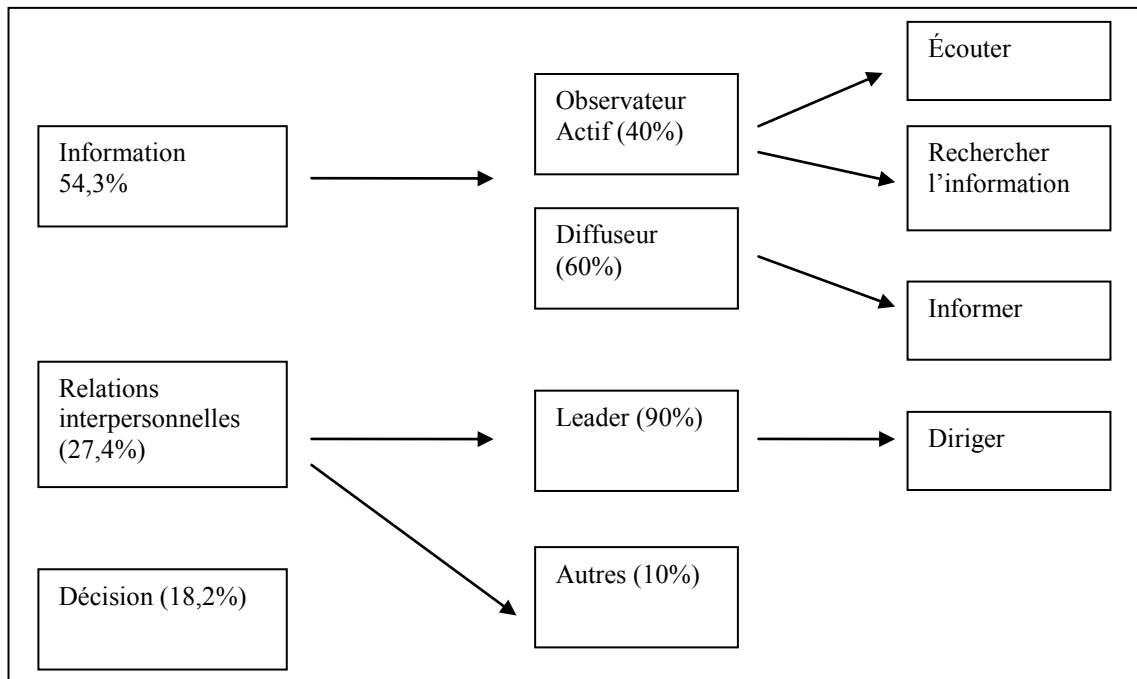 Information
54,3%
Relations
interpersonnelles
(27,4%)
Décision (18,2%)
Observateur
Actif (40%)
Diffuseur
(60%)
Leader (90%)
Autres (10%)
Écouter
Rechercher
l’information
Informer
Diriger